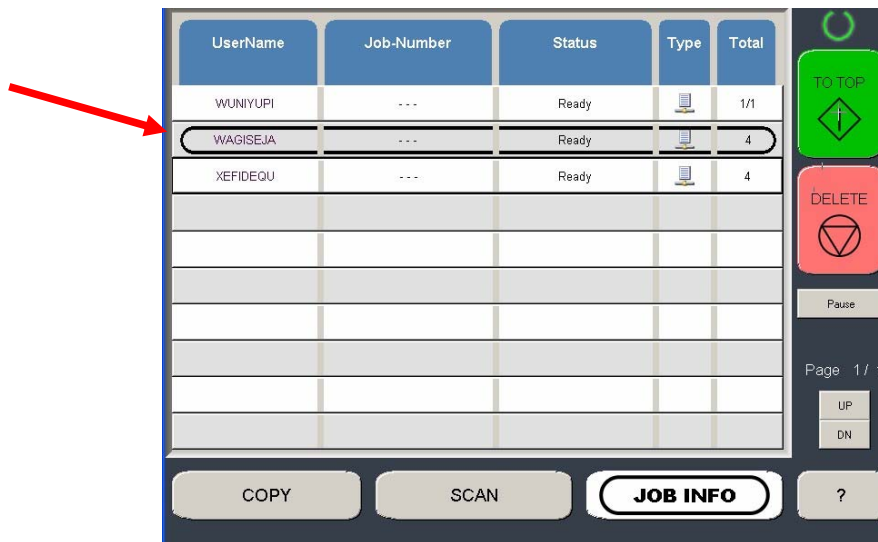 UserName Job-Number Status Type Total
WUNIYUPI --- Ready 1/1
WAGISEJA --- Ready 4
XEFIDEQU --- Ready 4
TO TOP
DELETE
Pause
Page 1/
UP
DN
COPY SCAN JOB INFO ?